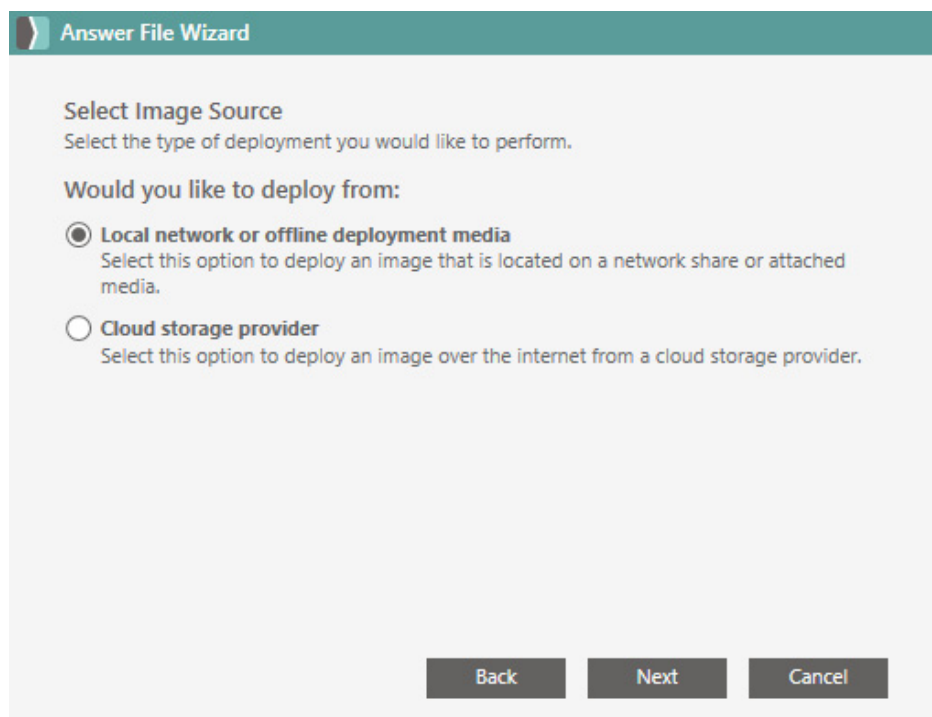 Answer File Wizard
Select Image Source
Select the type of deployment you would like to perform.
Would you like to deploy from:
Local network or offline deployment media
Select this option to deploy an image that is located on a network share or attached
media.
Cloud storage provider
Select this option to deploy an image over the internet from a cloud storage provider.
Back Next Cancel